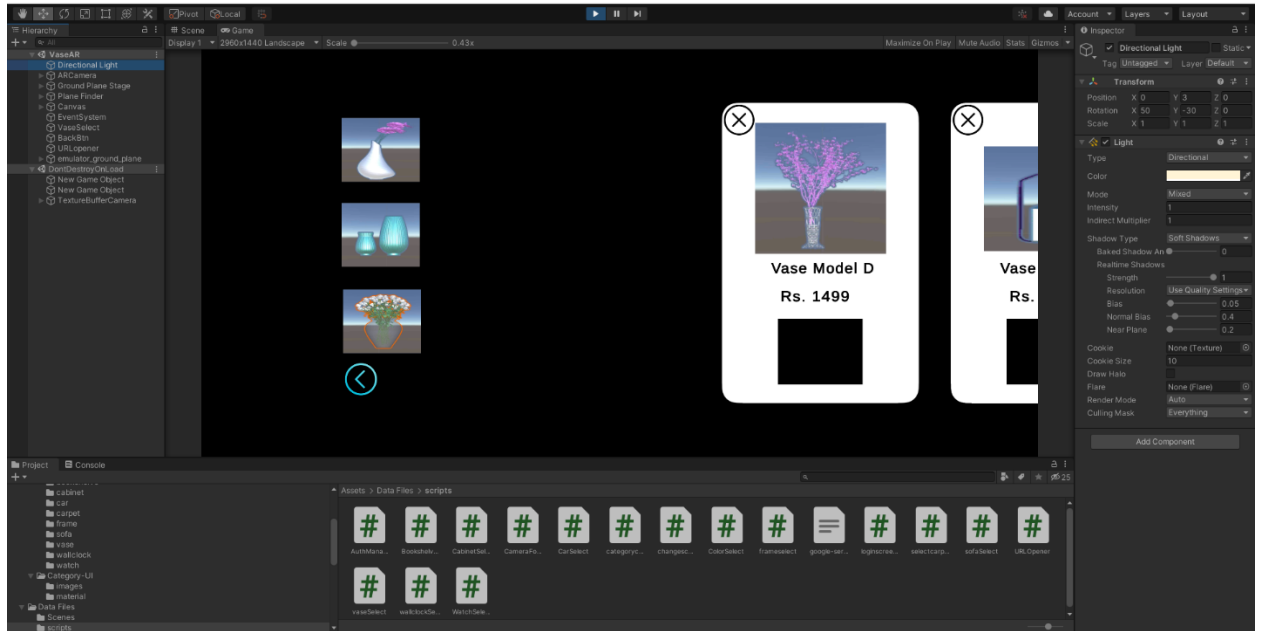 Pivot Local Account Layers Layout
Hierarchy Scene Game Inspector
All Display 1 2960x1440 Landscape Scale 0.43x Maximize On Play Mute Audio Stats Gizmos
VaseAR
Directional Light
ARCamera
Ground Plane Stage
Plane Finder
Canvas
EventSystem
VaseSelect
BackBtn
URLopener
emulator_ground_plane
DontDestroyOnLoad
New Game Object
New Game Object
TextureBufferCamera
Vase Model D
Rs. 1499
Vase
Rs.
Directional Light Static
Tag Untagged Layer Default
Transform
Position X 0 Y 3 Z 0
Rotation X 50 Y -30 Z 0
Scale X 1 Y 1 Z 1
Light
Type Directional
Color
Mode Mixed
Intensity 1
Indirect Multiplier 1
Shadow Type Soft Shadows
Baked Shadow An 0
Realtime Shadows
Strength 1
Resolution Use Quality Settings
Bias 0.05
Normal Bias 0.4
Near Plane 0.2
Cookie None (Texture)
Cookie Size 10
Draw Halo
Flare None (Flare)
Render Mode Auto
Culling Mask Everything
Add Component
Project Console
25
cabinet
car
carpet
frame
sofa
vase
wallclock
watch
Category-UI
images
material
Data Files
Scenes
scripts
Assets > Data Files > scripts
AuthMana... Bookshelv... CabinetSel... CameraFo... CarSelect categoryc... changesc... ColorSelect frameselect google-ser... loginscree... selectcarp... sofaSelect URLOpener
vaseSelect wallclockSe... WatchSele...